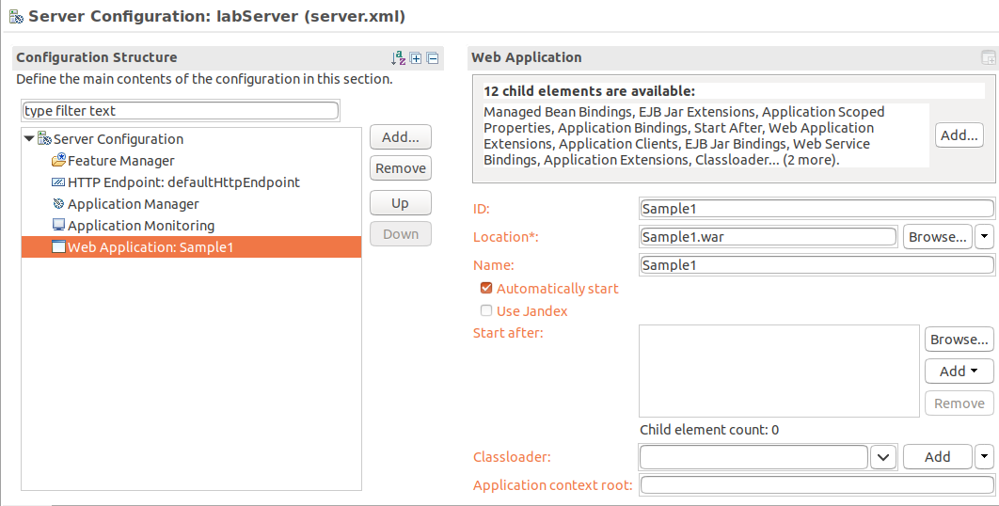 Server Configuration: labServer (server.xml)
Configuration Structure
Define the main contents of the configuration in this section.
type filter text
Server Configuration
Feature Manager
HTTP Endpoint: defaultHttpEndpoint
Application Manager
Application Monitoring
Web Application: Sample1
Add...
Remove
Up
Down
Web Application
12 child elements are available:
Managed Bean Bindings, EJB Jar Extensions, Application Scoped
Properties, Application Bindings, Start After, Web Application
Extensions, Application Clients, EJB Jar Bindings, Web Service
Bindings, Application Extensions, Classloader... (2 more).
Add...
ID: Sample1
Location*: Sample1.war Browse...
Name: Sample1
Automatically start
Use Jandex
Start after:
Browse...
Add
Remove
Child element count: 0
Classloader: Add
Application context root: